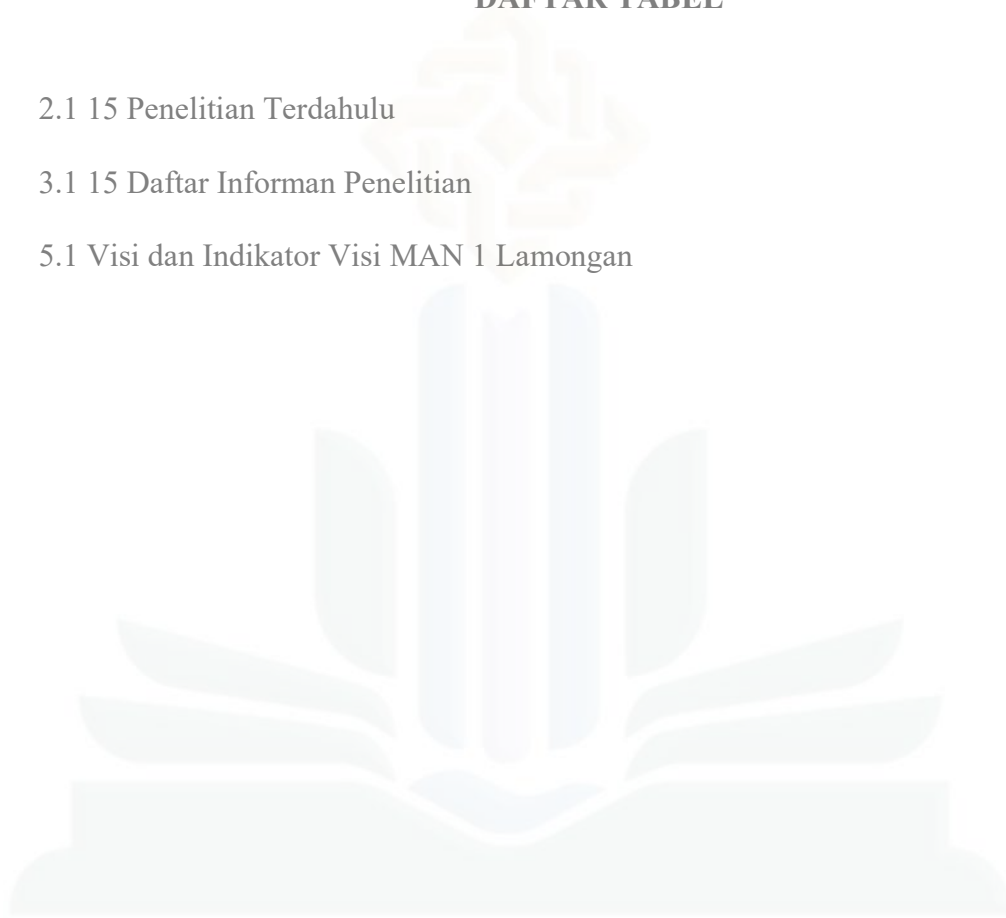 DAFTAR TABEL
2.1 15 Penelitian Terdahulu
3.1 15 Daftar Informan Penelitian
5.1 Visi dan Indikator Visi MAN 1 Lamongan